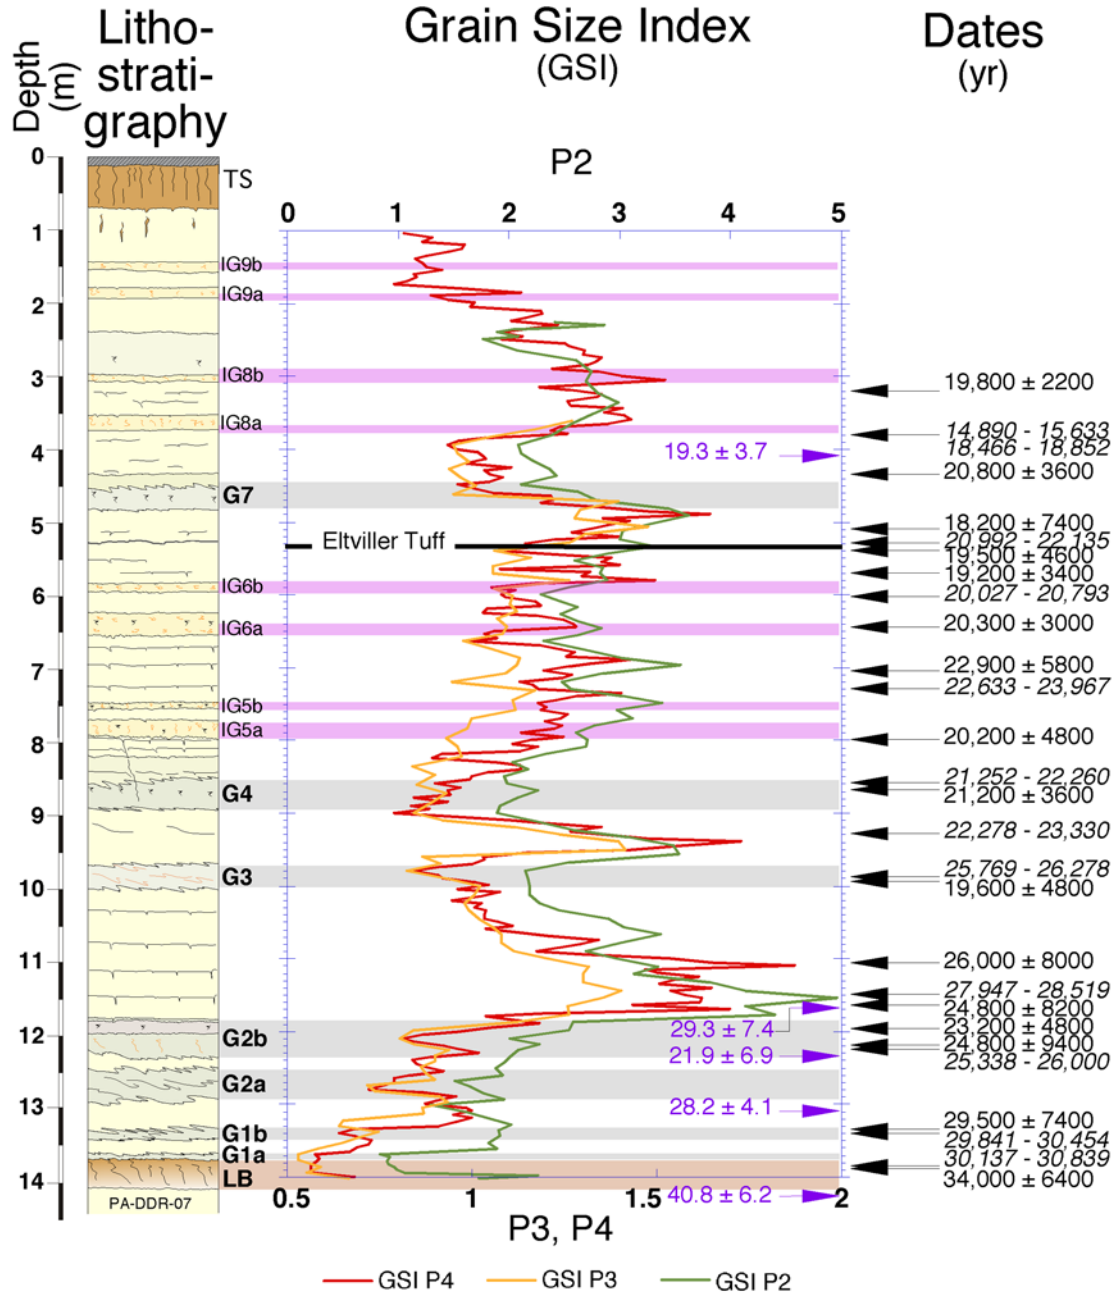 Litho-
strati-
graphy
Depth
(m)
Grain Size Index
(GSI)
Dates
(yr)
P2
0 1 2 3 4 5
0
1
2
3
4
5
6
7
8
9
10
11
12
13
14
TS
IG9b
IG9a
IG8b
IG8a
G7
Eltviller Tuff
IG6b
IG6a
IG5b
IG5a
G4
G3
G2b
G2a
G1b
G1a
LB
PA-DDR-07
19.3 ± 3.7
29.3 ± 7.4
21.9 ± 6.9
28.2 ± 4.1
40.8 ± 6.2
19,800 ± 2200
14,890 - 15,633
18,466 - 18,852
20,800 ± 3600
18,200 ± 7400
20,992 - 22,135
19,500 ± 4600
19,200 ± 3400
20,027 - 20,793
20,300 ± 3000
22,900 ± 5800
22,633 - 23,967
20,200 ± 4800
21,252 - 22,260
21,200 ± 3600
22,278 - 23,330
25,769 - 26,278
19,600 ± 4800
26,000 ± 8000
27,947 - 28,519
24,800 ± 8200
23,200 ± 4800
24,800 ± 9400
25,338 - 26,000
29,500 ± 7400
29,841 - 30,454
30,137 - 30,839
34,000 ± 6400
0.5 1 1.5 2
P3, P4
GSI P4 GSI P3 GSI P2